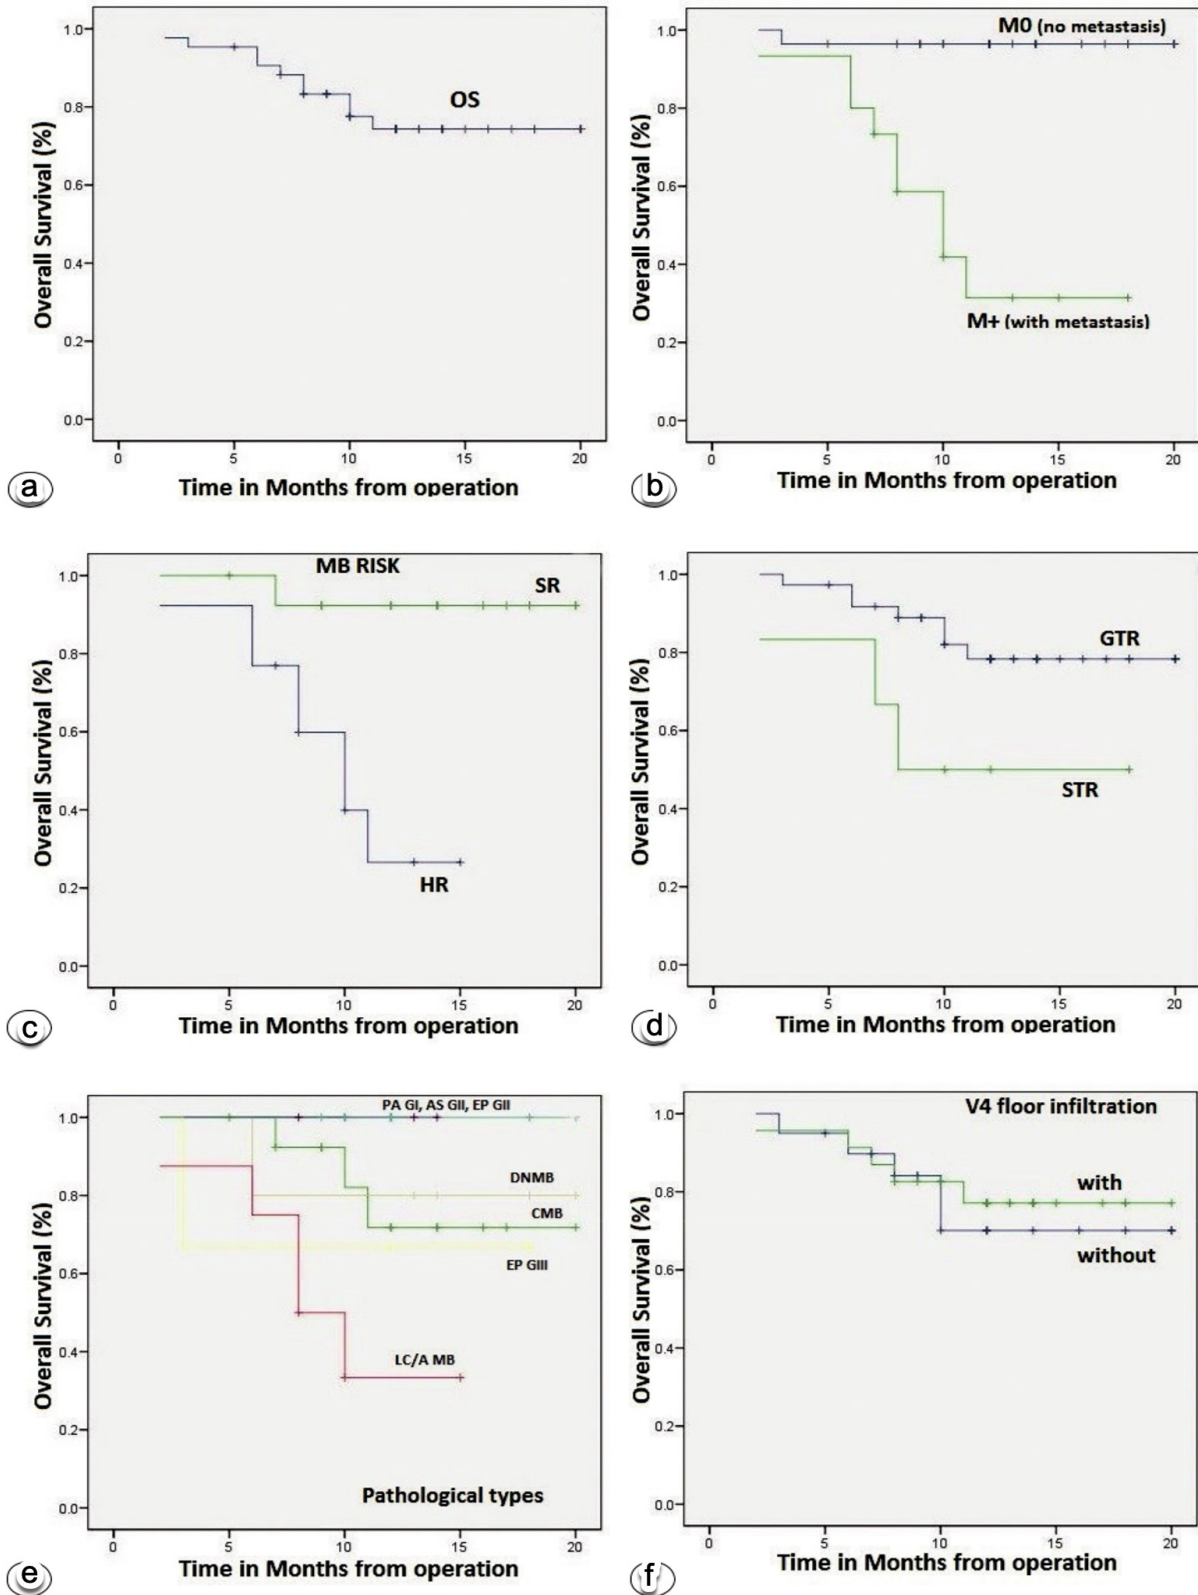 1.0
0.8
0.6
0.4
0.2
0.0
Overall Survival (%)
OS
0 5 10 15 20
Time in Months from operation
a
1.0
0.8
0.6
0.4
0.2
0.0
Overall Survival (%)
M0 (no metastasis)
M+ (with metastasis)
0 5 10 15 20
Time in Months from operation
b
1.0
0.8
0.6
0.4
0.2
0.0
Overall Survival (%)
MB RISK
SR
HR
0 5 10 15 20
Time in Months from operation
c
1.0
0.8
0.6
0.4
0.2
0.0
Overall Survival (%)
GTR
STR
0 5 10 15 20
Time in Months from operation
d
1.0
0.8
0.6
0.4
0.2
0.0
Overall Survival (%)
PA GI, AS GII, EP GII
DNMB
CMB
EP GIII
LC/A MB
Pathological types
0 5 10 15 20
Time in Months from operation
e
1.0
0.8
0.6
0.4
0.2
0.0
Overall Survival (%)
V4 floor infiltration
with
without
0 5 10 15 20
Time in Months from operation
f